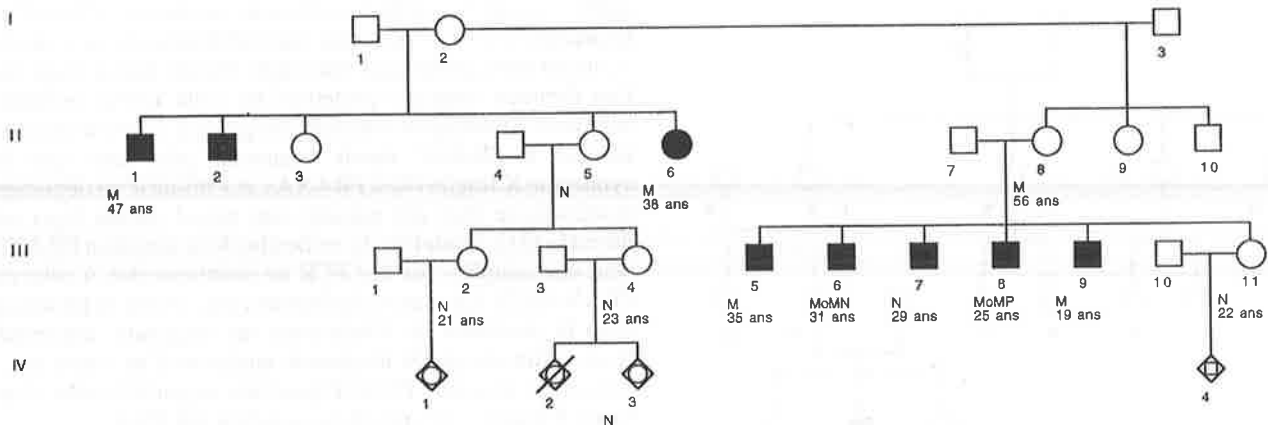 I
1 2 3
II
1 2 3 4 5 6 7 8 9 10
M N M M
47 ans 38 ans 56 ans
III
1 2 3 4 5 6 7 8 9 10 11
N N M MoMN N MoMP M N
21 ans 23 ans 35 ans 31 ans 29 ans 25 ans 19 ans 22 ans
IV
1 2 3 4
N